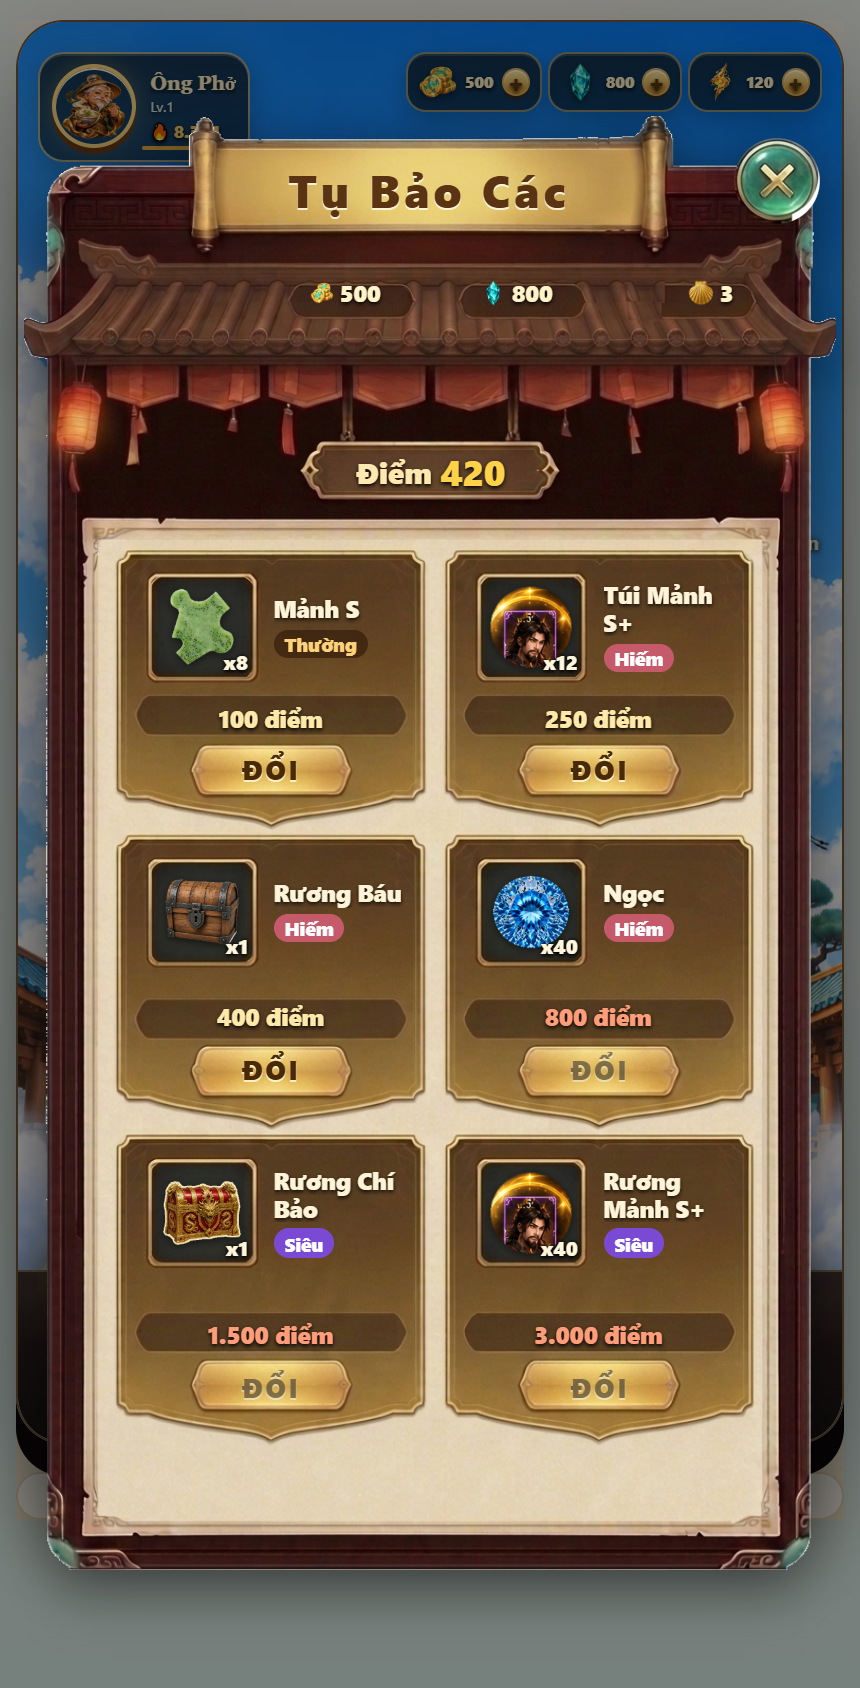 Ông Phở
Lv.1
500
800
120
Tụ Bảo Các
500
800
3
Điểm 420
Mảnh S
Thường
x8
100 điểm
ĐỔI
Túi Mảnh
S+
Hiếm
x12
250 điểm
ĐỔI
Rương Báu
Hiếm
x1
400 điểm
ĐỔI
Ngọc
Hiếm
x40
800 điểm
ĐỔI
Rương Chí
Bảo
Siêu
x1
1.500 điểm
ĐỔI
Rương
Mảnh S+
Siêu
x40
3.000 điểm
ĐỔI